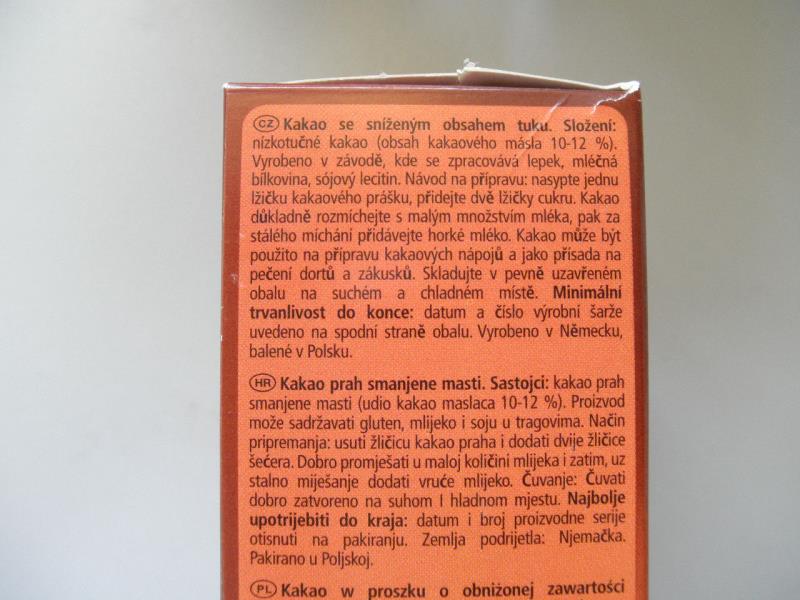 CZ Kakao se sníženým obsahem tuku. Složení:
nízkotučné kakao (obsah kakaového másla 10-12 %).
Vyrobeno v závodě, kde se zpracovává lepek, mléčná
bílkovina, sójový lecitin. Návod na přípravu: nasypte jednu
lžičku kakaového prášku, přidejte dvě lžičky cukru. Kakao
důkladně rozmíchejte s malým množstvím mléka, pak za
stálého míchání přidávejte horké mléko. Kakao může být
použito na přípravu kakaových nápojů a jako přísada na
pečení dortů a zákusků. Skladujte v pevně uzavřeném
obalu na suchém a chladném místě. Minimální
trvanlivost do konce: datum a číslo výrobní šarže
uvedeno na spodní straně obalu. Vyrobeno v Německu,
balené v Polsku.
HR Kakao prah smanjene masti. Sastojci: kakao prah
smanjene masti (udio kakao maslaca 10-12 %). Proizvod
može sadržavati gluten, mlijeko i soju u tragovima. Način
pripremanja: usuti žličicu kakao praha i dodati dvije žličice
šećera. Dobro promješati u maloj količini mlijeka i zatim, uz
stalno miješanje dodati vruće mlijeko. Čuvanje: Čuvati
dobro zatvoreno na suhom I hladnom mjestu. Najbolje
upotrijebiti do kraja: datum i broj proizvodne serije
otisnuti na pakiranju. Zemlja podrijetla: Njemačka.
Pakirano u Poljskoj.
PL Kakao w proszku o obniżonej zawartości